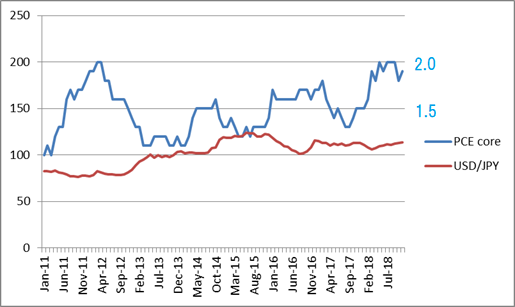 250
200
150
100
50
0
2.0
1.5
PCE core
USD/JPY
Jan-11
Jun-11
Nov-11
Apr-12
Sep-12
Feb-13
Jul-13
Dec-13
May-14
Oct-14
Mar-15
Aug-15
Jan-16
Jun-16
Nov-16
Apr-17
Sep-17
Feb-18
Jul-18